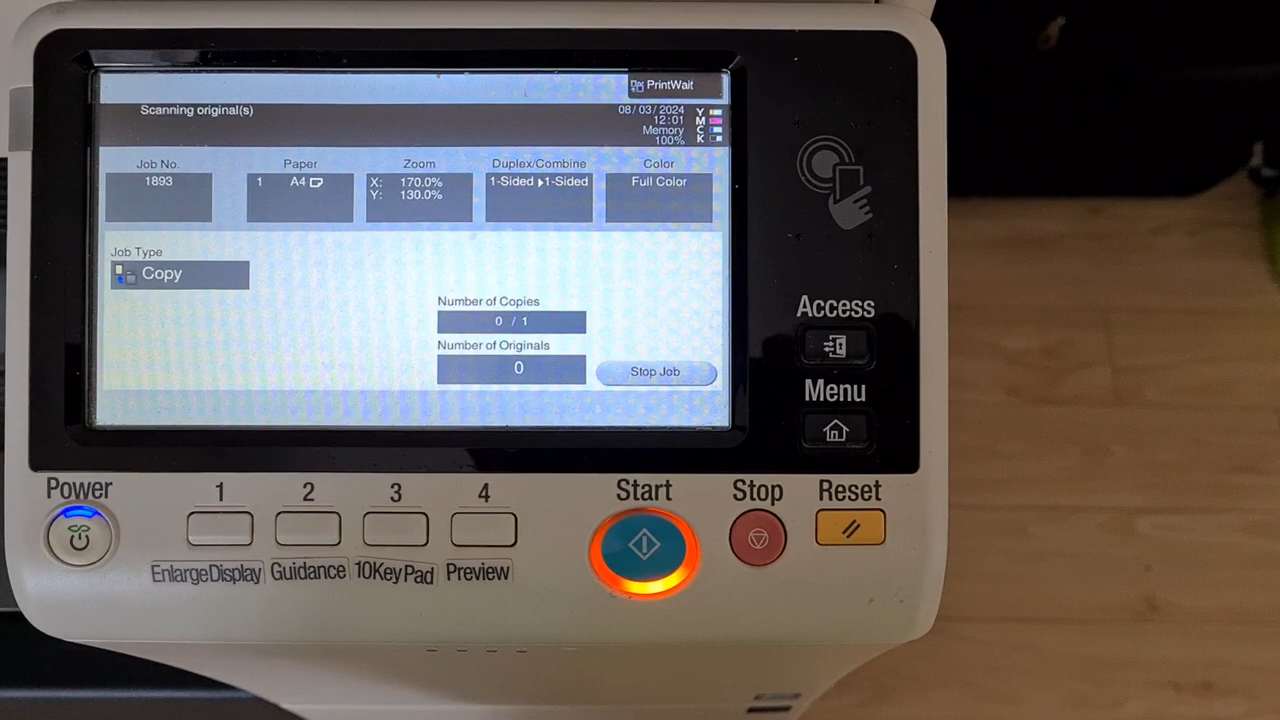 PrintWait
Scanning original(s)
08/03/2024
12:01
Memory
100%
Y
M
C
K
Job No.
1893
Paper
1 A4
Zoom
X: 170.0%
Y: 130.0%
Duplex/Combine
1-Sided ▶1-Sided
Color
Full Color
Job Type
Copy
Number of Copies
0 / 1
Number of Originals
0
Stop Job
Access
Menu
Power
1
2
3
4
Start
Stop
Reset
EnlargeDisplay
Guidance
10KeyPad
Preview